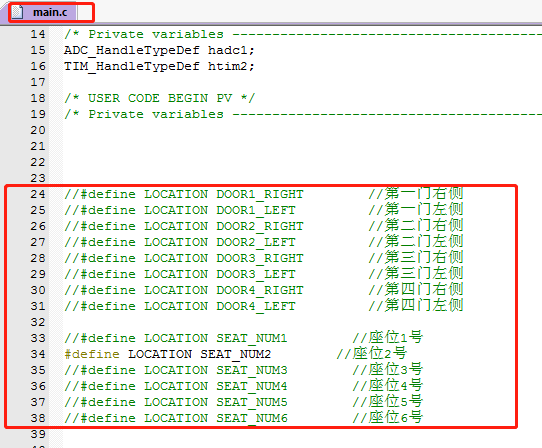 main.c
14 /* Private variables ---------------------------------------
15 ADC_HandleTypeDef hadc1;
16 TIM_HandleTypeDef htim2;
17
18 /* USER CODE BEGIN PV */
19 /* Private variables ---------------------------------------
20
21
22
23
24 //#define LOCATION DOOR1_RIGHT //第一门右侧
25 //#define LOCATION DOOR1_LEFT //第一门左侧
26 //#define LOCATION DOOR2_RIGHT //第二门右侧
27 //#define LOCATION DOOR2_LEFT //第二门左侧
28 //#define LOCATION DOOR3_RIGHT //第三门右侧
29 //#define LOCATION DOOR3_LEFT //第三门左侧
30 //#define LOCATION DOOR4_RIGHT //第四门右侧
31 //#define LOCATION DOOR4_LEFT //第四门左侧
32
33 //#define LOCATION SEAT_NUM1 //座位1号
34 #define LOCATION SEAT_NUM2 //座位2号
35 //#define LOCATION SEAT_NUM3 //座位3号
36 //#define LOCATION SEAT_NUM4 //座位4号
37 //#define LOCATION SEAT_NUM5 //座位5号
38 //#define LOCATION SEAT_NUM6 //座位6号
39